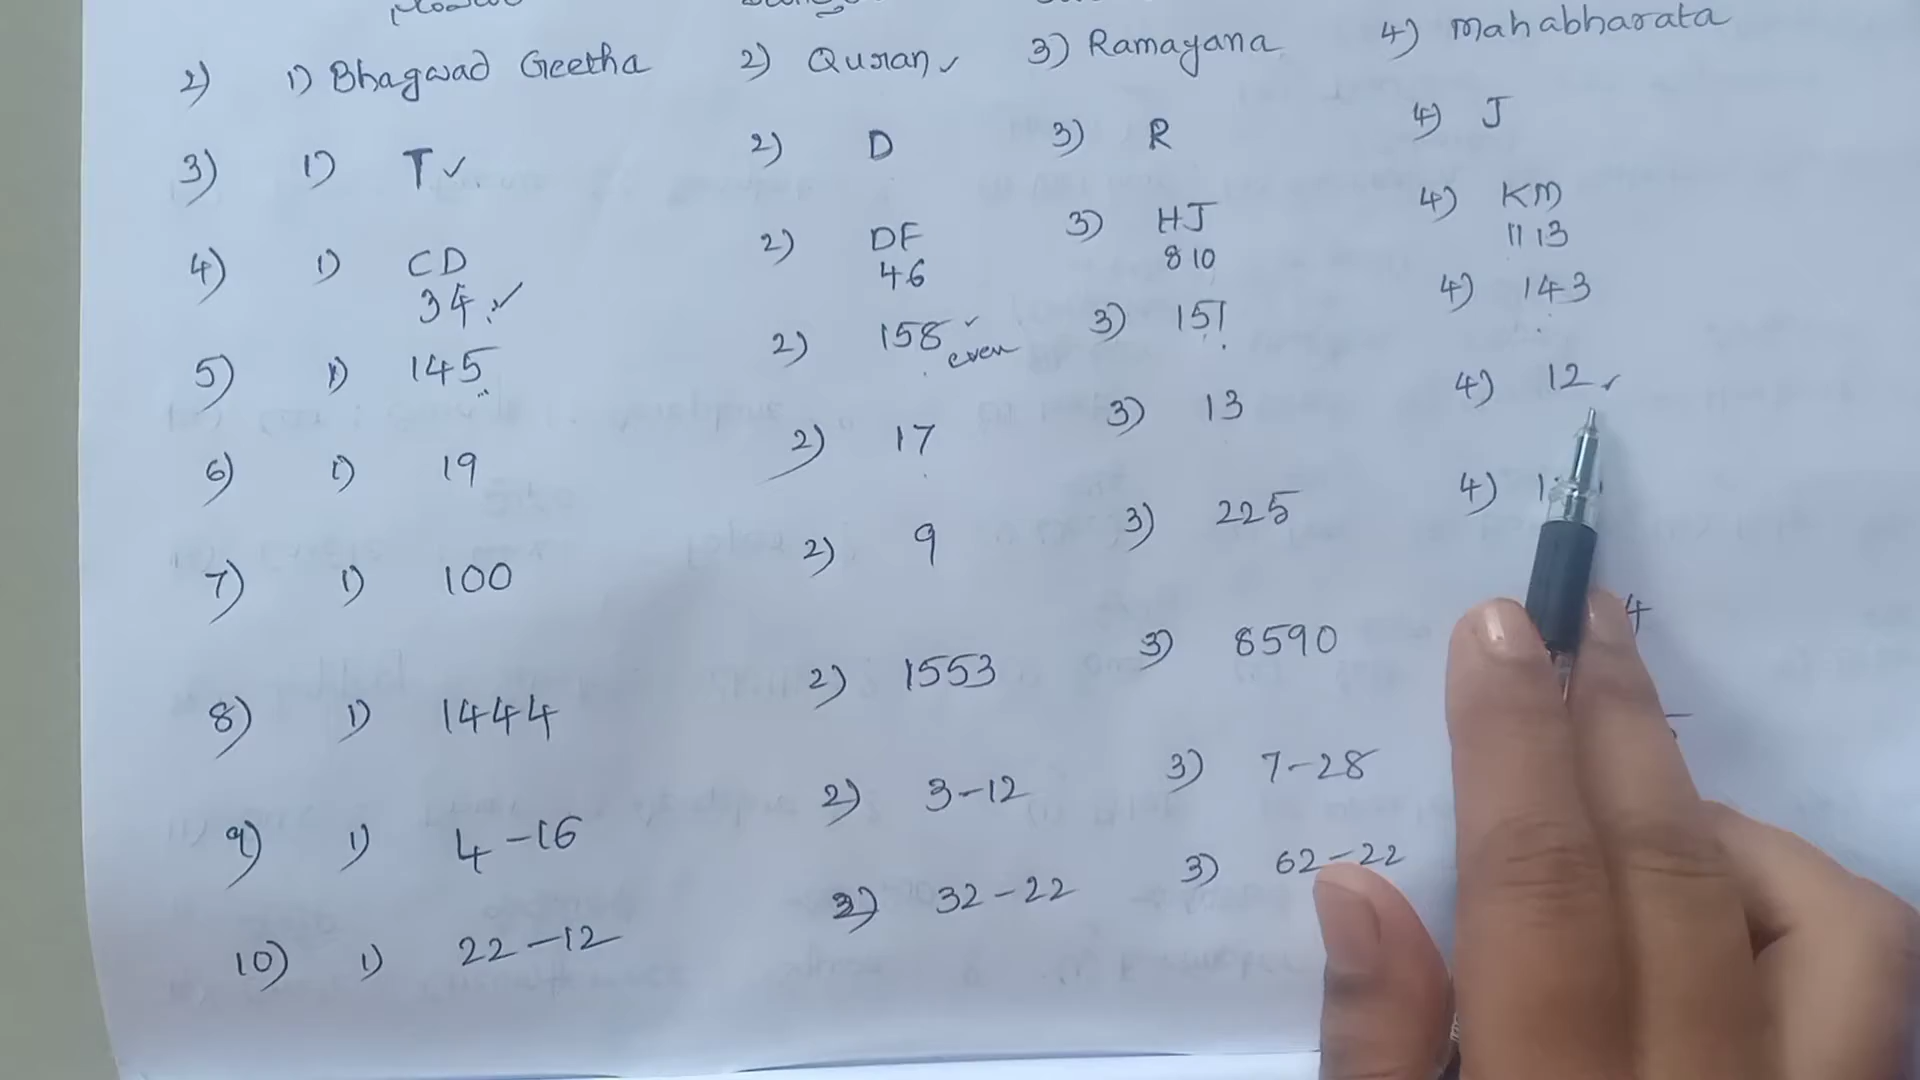 2) 1) Bhagwad Geetha 2) Quran ✓ 3) Ramayana 4) Mahabharata
3) 1) T ✓ 2) D 3) R 4) J
4) 1) CD 2) DF 3) HJ 4) KM
34 ✓ 46 810 1113
5) 1) 145 2) 158 ✓ even 3) 151 4) 143
6) 1) 19 2) 17 3) 13 4) 12 ✓
7) 1) 100 2) 9 3) 225 4)
8) 1) 1444 2) 1553 3) 8590 4
9) 1) 4-16 2) 3-12 3) 7-28
10) 1) 22-12 2) 32-22 3) 62-22